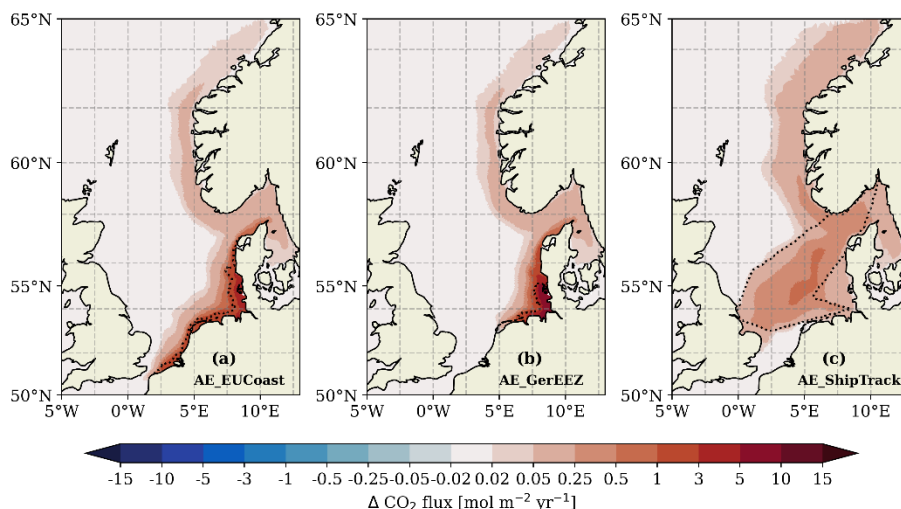 65°N
65°N
65°N
60°N
60°N
60°N
55°N
55°N
55°N
(a)
(b)
(c)
AE_EUCoast
AE_GerEEZ
AE_ShipTrack
50°N
50°N
50°N
5°W 0°W 5°E 10°E
5°W 0°W 5°E 10°E
5°W 0°W 5°E 10°E
-15 -10 -5 -3 -1 -0.5 -0.25 -0.05 -0.02 0.02 0.05 0.25 0.5 1 3 5 10 15
Δ CO₂ flux [mol m⁻² yr⁻¹]